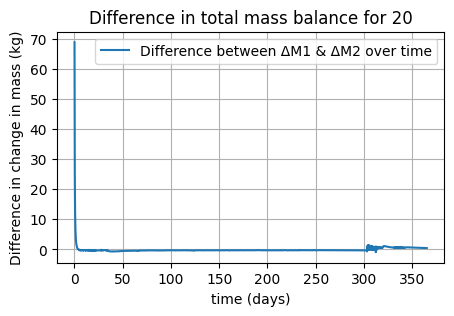 Difference in total mass balance for 20
Difference between ΔM1 & ΔM2 over time
Difference in change in mass (kg)
70
60
50
40
30
20
10
0
0 50 100 150 200 250 300 350
time (days)